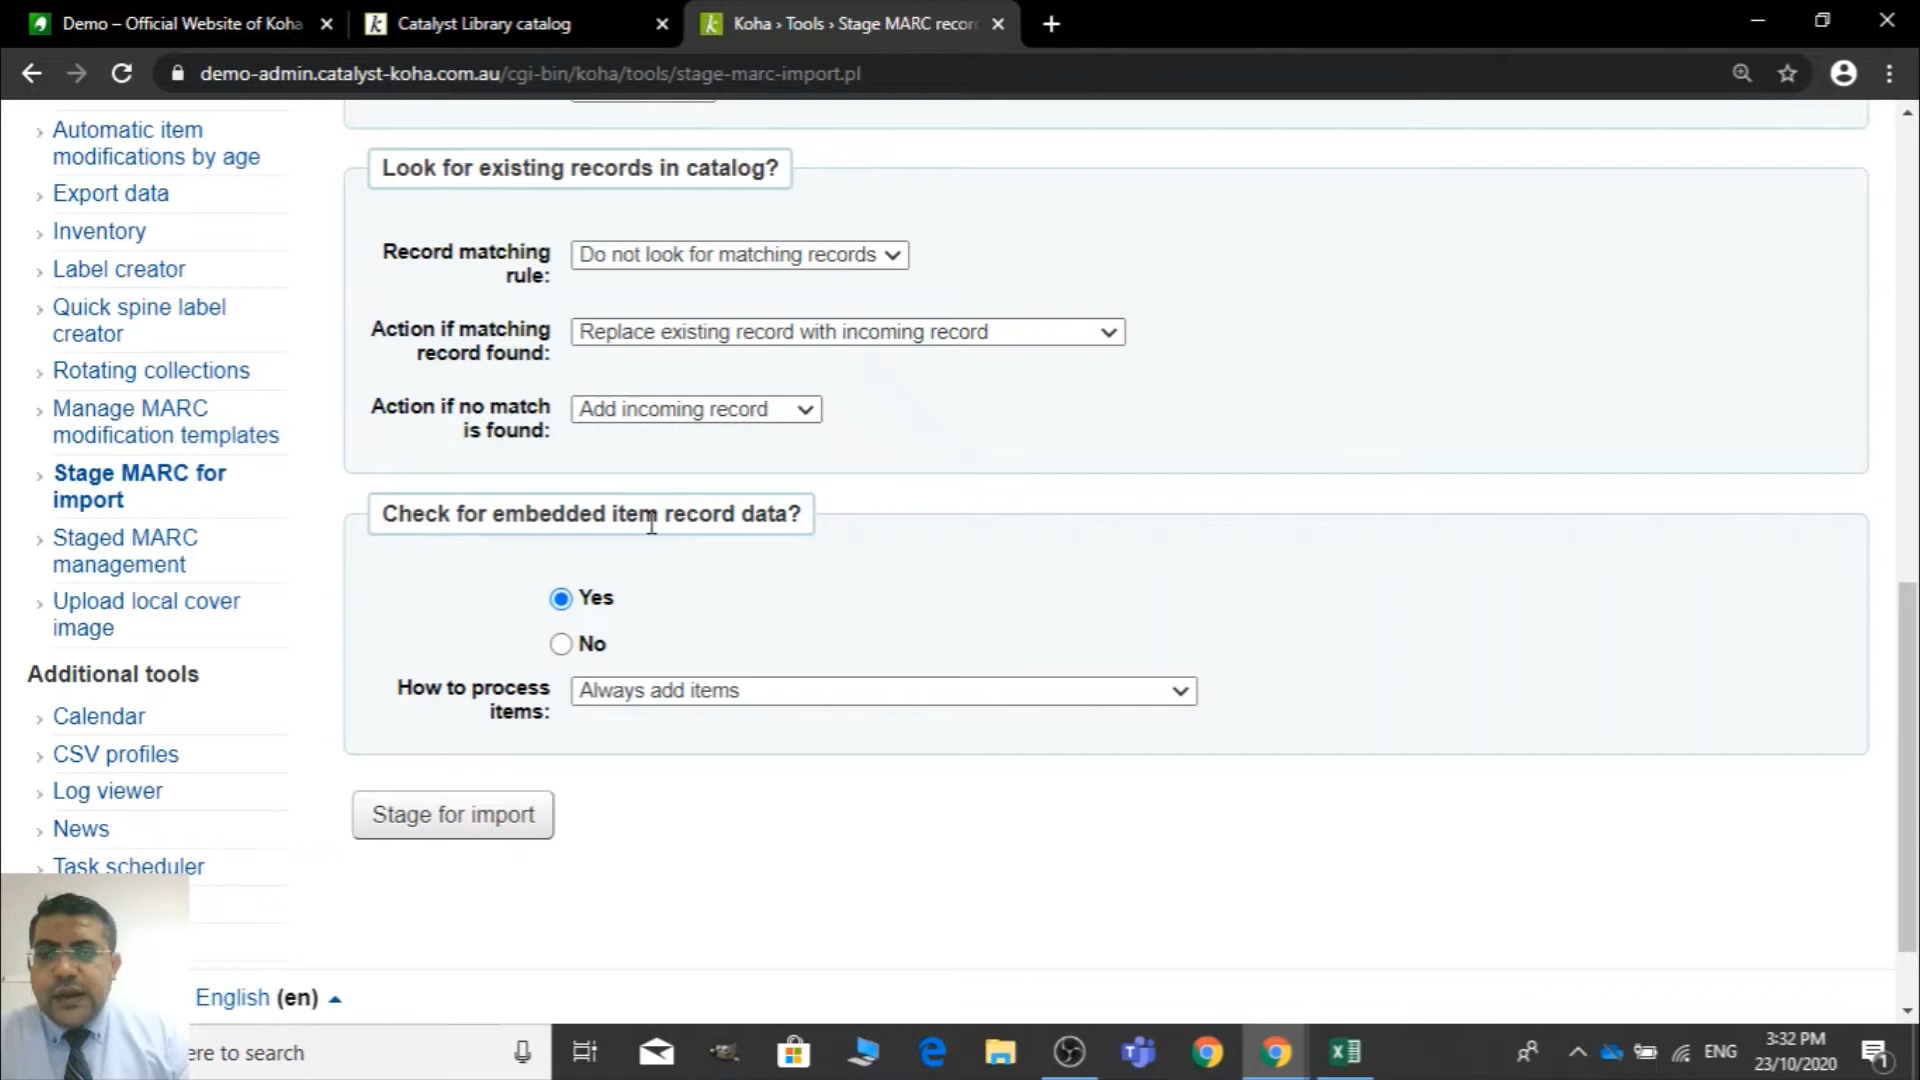 Demo – Official Website of Koha
Catalyst Library catalog
Koha › Tools › Stage MARC recor
demo-admin.catalyst-koha.com.au/cgi-bin/koha/tools/stage-marc-import.pl
Automatic item
modifications by age
Export data
Inventory
Label creator
Quick spine label
creator
Rotating collections
Manage MARC
modification templates
Stage MARC for
import
Staged MARC
management
Upload local cover
image
Additional tools
Calendar
CSV profiles
Log viewer
News
Task scheduler
Look for existing records in catalog?
Record matching
rule:
Do not look for matching records
Action if matching
record found:
Replace existing record with incoming record
Action if no match
is found:
Add incoming record
Check for embedded item record data?
Yes
No
How to process
items:
Always add items
Stage for import
English (en)
ere to search
ENG
3:32 PM
23/10/2020
1